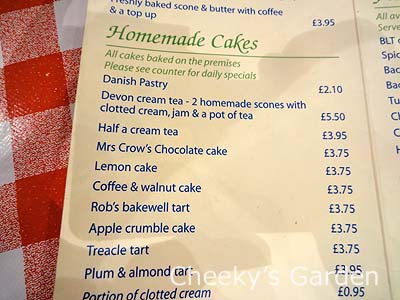 Freshly baked scone & butter with coffee
& a top up £3.95
Homemade Cakes
All cakes baked on the premises
Please see counter for daily specials
Danish Pastry £2.10
Devon cream tea - 2 homemade scones with
clotted cream, jam & a pot of tea £5.50
Half a cream tea £3.95
Mrs Crow's Chocolate cake £3.75
Lemon cake £3.75
Coffee & walnut cake £3.75
Rob's bakewell tart £3.75
Apple crumble cake £3.75
Treacle tart £3.75
Plum & almond tart £3.95
Portion of clotted cream £0.95
All av
Serve
BLT
Spic
Bac
Bac
Tu
Ch
C
Cheeky's Garden